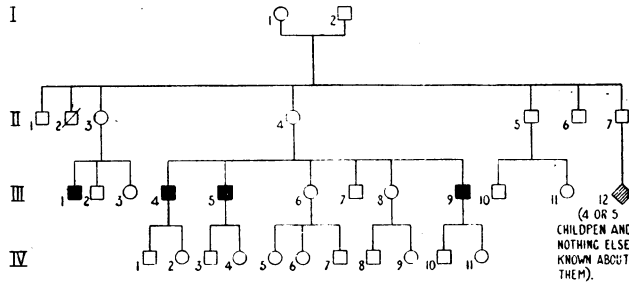 I 1 2
II 1 2 3 4 5 6 7
III 1 2 3 4 5 6 7 8 9 10 11 12
(4 OR 5
CHILDPEN AND
NOTHING ELSE
KNOWN ABOUT
THEM).
IV 1 2 3 4 5 6 7 8 9 10 11